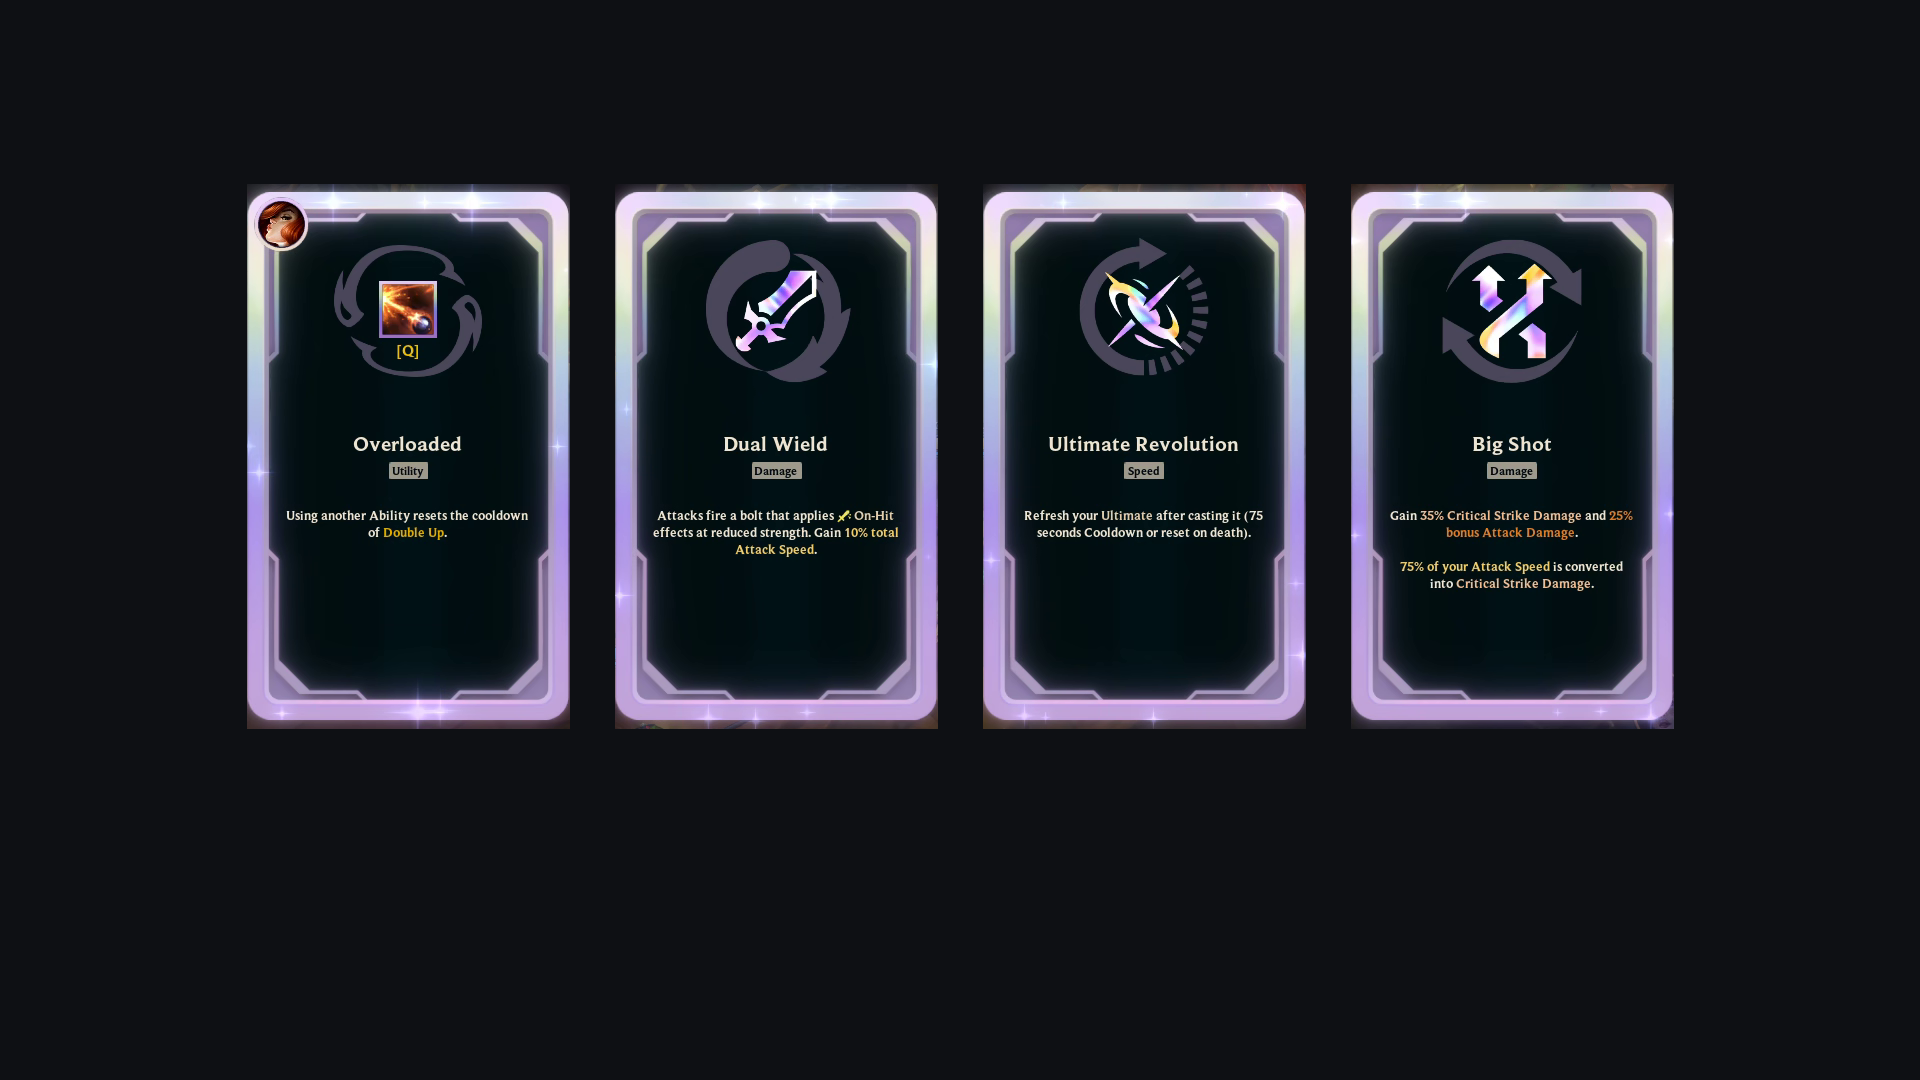 [Q]
Overloaded
Utility
Using another Ability resets the cooldown
of Double Up.
Dual Wield
Damage
Attacks fire a bolt that applies On-Hit
effects at reduced strength. Gain 10% total
Attack Speed.
Ultimate Revolution
Speed
Refresh your Ultimate after casting it (75
seconds Cooldown or reset on death).
Big Shot
Damage
Gain 35% Critical Strike Damage and 25%
bonus Attack Damage.
75% of your Attack Speed is converted
into Critical Strike Damage.